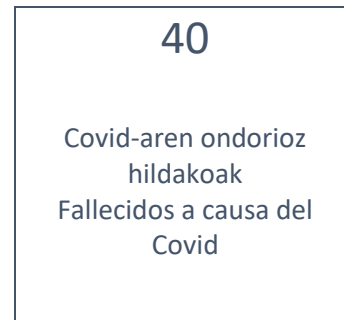 40
Covid-aren ondorioz
hildakoak
Fallecidos a causa del
Covid